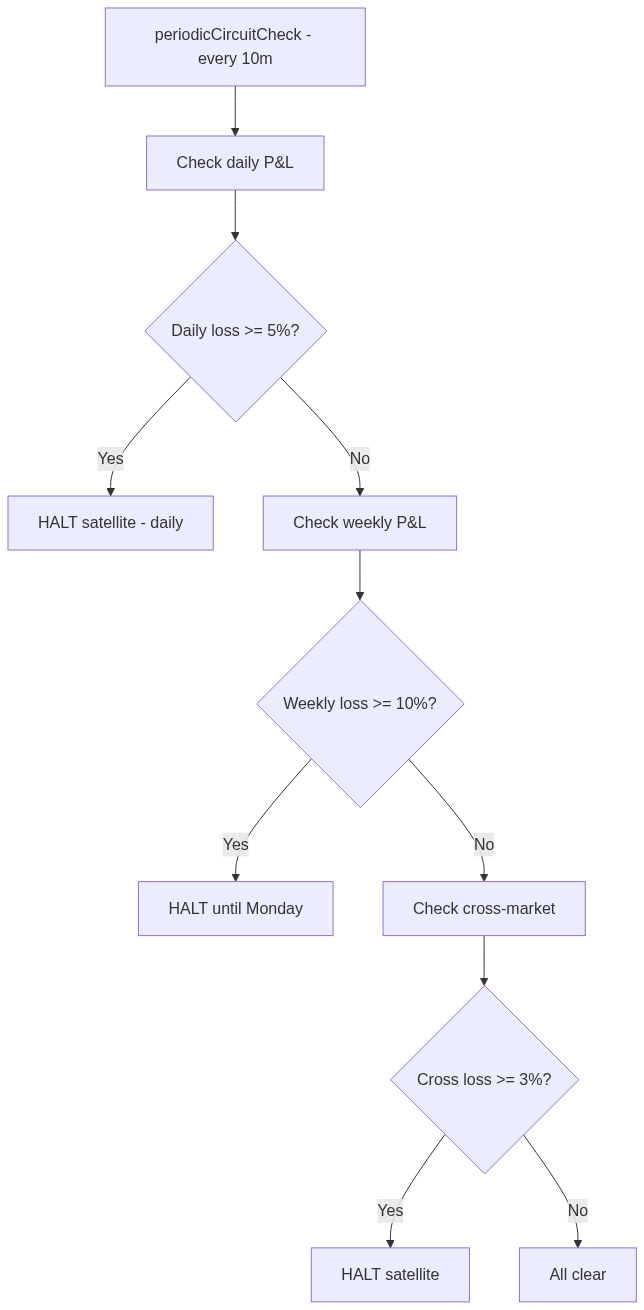 periodicCircuitCheck -
every 10m
Check daily P&L
Daily loss >= 5%?
Yes
No
HALT satellite - daily
Check weekly P&L
Weekly loss >= 10%?
Yes
No
HALT until Monday
Check cross-market
Cross loss >= 3%?
Yes
No
HALT satellite
All clear